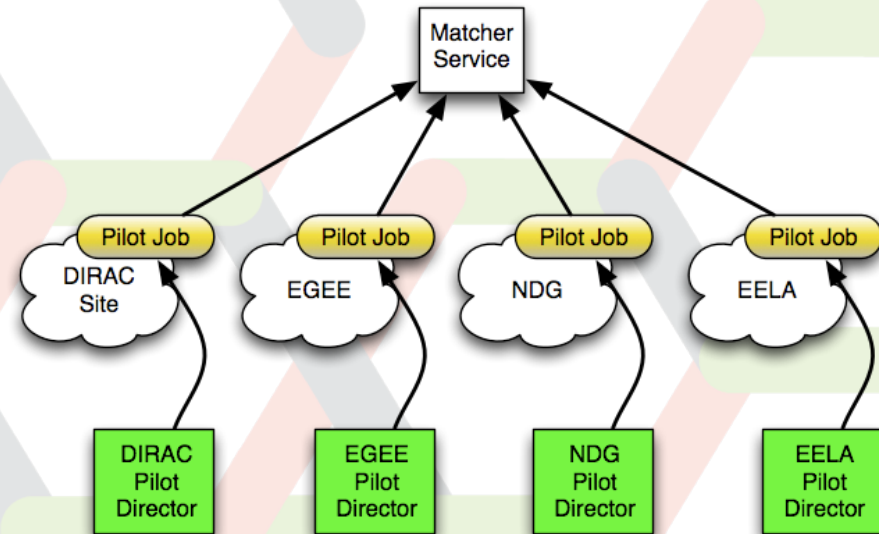 Matcher
Service
Pilot Job
Pilot Job
Pilot Job
Pilot Job
DIRAC
Site
EGEE
NDG
EELA
DIRAC
Pilot
Director
EGEE
Pilot
Director
NDG
Pilot
Director
EELA
Pilot
Director